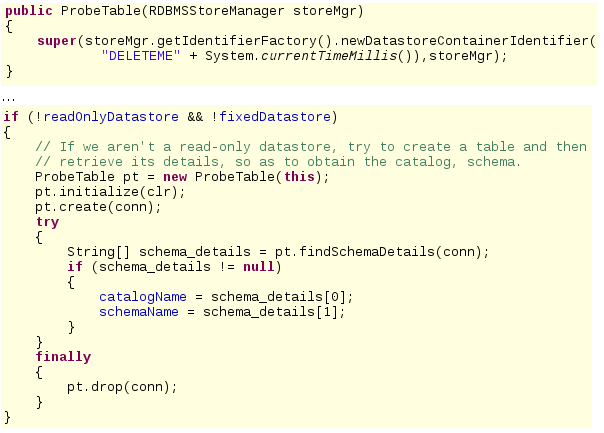 public ProbeTable(RDBMSStoreManager storeMgr)
{
    super(storeMgr.getIdentifierFactory().newDatastoreContainerIdentifier(
            "DELETEME" + System.currentTimeMillis()),storeMgr);
}
...
if (!readOnlyDatastore && !fixedDatastore)
{
    // If we aren't a read-only datastore, try to create a table and then
    // retrieve its details, so as to obtain the catalog, schema.
    ProbeTable pt = new ProbeTable(this);
    pt.initialize(clr);
    pt.create(conn);
    try
    {
        String[] schema_details = pt.findSchemaDetails(conn);
        if (schema_details != null)
        {
            catalogName = schema_details[0];
            schemaName = schema_details[1];
        }
    }
    finally
    {
        pt.drop(conn);
    }
}